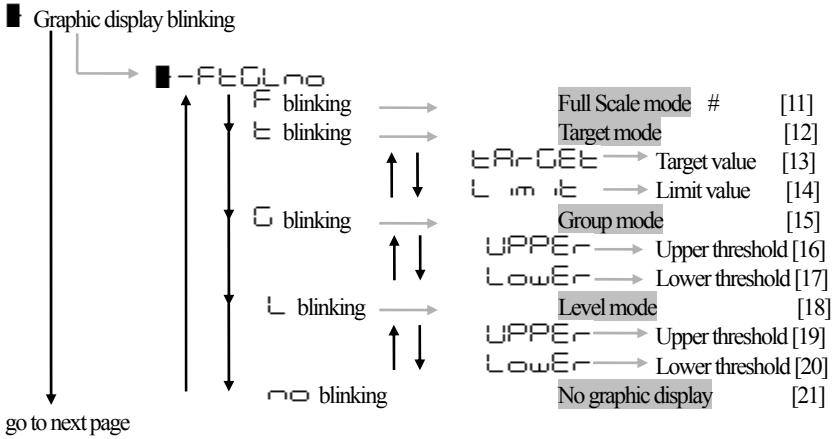 Graphic display blinking
-FtGLno
F blinking Full Scale mode # [11]
t blinking Target mode [12]
tArGEt Target value [13]
Limit Limit value [14]
G blinking Group mode [15]
UPPEr Upper threshold [16]
LowEr Lower threshold [17]
L blinking Level mode [18]
UPPEr Upper threshold [19]
LowEr Lower threshold [20]
no blinking No graphic display [21]
go to next page